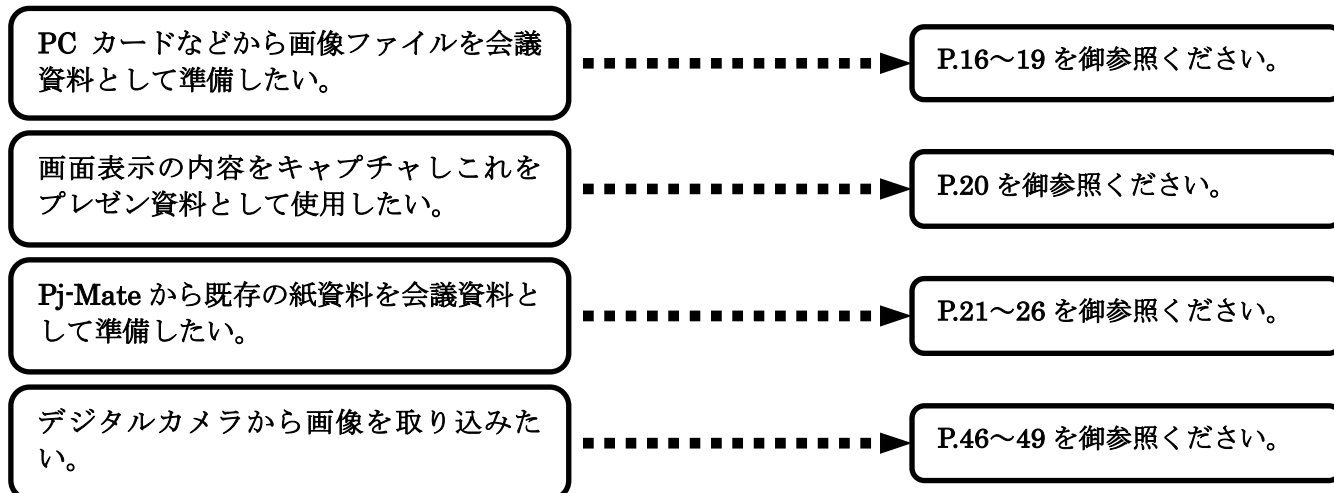 PC カードなどから画像ファイルを会議
資料として準備したい。
P.16～19 を御参照ください。
画面表示の内容をキャプチャしこれを
プレゼン資料として使用したい。
P.20 を御参照ください。
Pj-Mate から既存の紙資料を会議資料と
して準備したい。
P.21～26 を御参照ください。
デジタルカメラから画像を取り込みた
い。
P.46～49 を御参照ください。